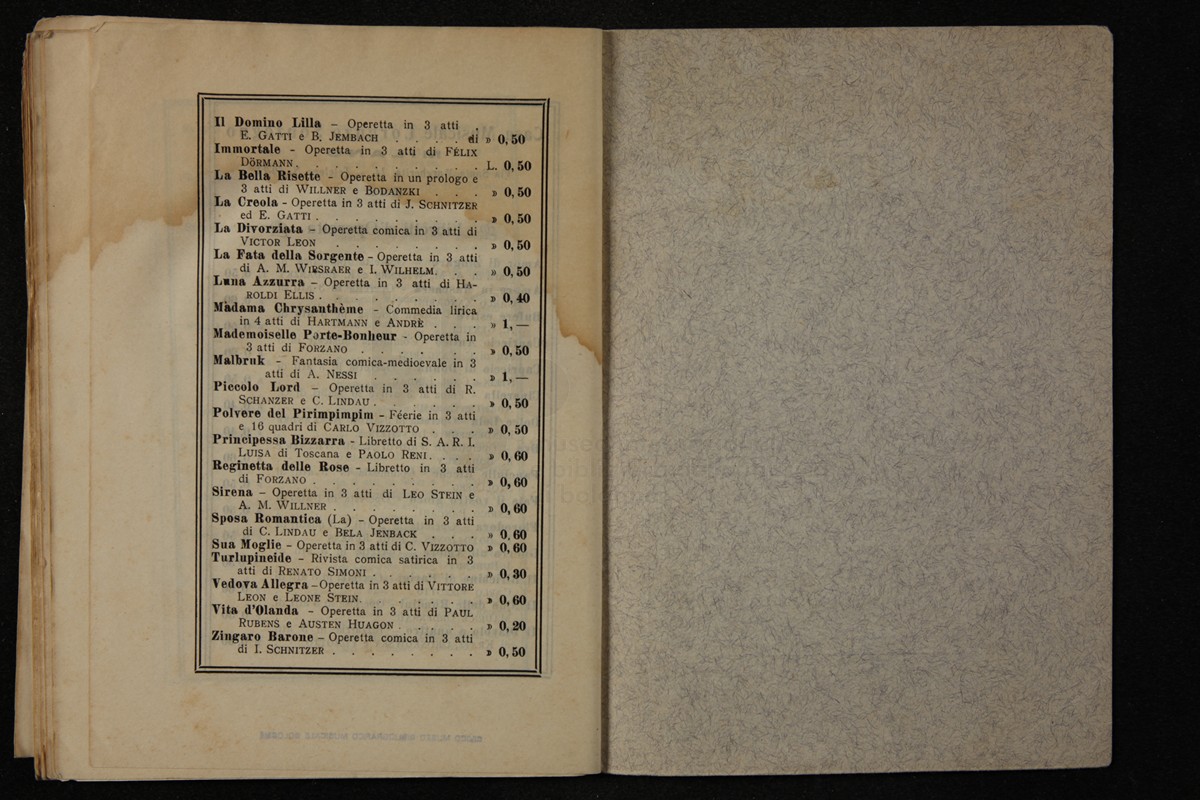 Il Domino Lilla – Operetta in 3 atti .
E. GATTI e B. JEMBACH . . . . di » 0,50
Immortale - Operetta in 3 atti di FÉLIX
DÖRMANN. . . . . . . . . . L. 0,50
La Bella Risette - Operetta in un prologo e
3 atti di WILLNER e BODANZKI . . . » 0,50
La Creola - Operetta in 3 atti di J. SCHNITZER
ed E. GATTI . . . . . . . . » 0,50
La Divorziata – Operetta comica in 3 atti di
VICTOR LEON . . . . . . . . » 0,50
La Fata della Sorgente - Operetta in 3 atti
di A. M. WIRSRAER e I. WILHELM. . . » 0,50
Luna Azzurra – Operetta in 3 atti di HA-
ROLDI ELLIS . . . . . . . . » 0,40
Madama Chrysanthème - Commedia lirica
in 4 atti di HARTMANN e ANDRÈ . . . » 1,—
Mademoiselle Porte-Bonheur - Operetta in
3 atti di FORZANO . . . . . . . » 0,50
Malbruk – Fantasia comica-medioevale in 3
atti di A. NESSI . . . . . . » 1,—
Piccolo Lord – Operetta in 3 atti di R.
SCHANZER e C. LINDAU . . . . . . » 0,50
Polvere del Pirimpimpim - Féerie in 3 atti
e 16 quadri di CARLO VIZZOTTO . . . » 0,50
Principessa Bizzarra - Libretto di S. A. R. I.
LUISA di Toscana e PAOLO RENI. . . . » 0,60
Reginetta delle Rose - Libretto in 3 atti
di FORZANO . . . . . . . . . » 0,60
Sirena – Operetta in 3 atti di LEO STEIN e
A. M. WILLNER . . . . . . . . » 0,60
Sposa Romantica (La) – Operetta in 3 atti
di C. LINDAU e BELA JENBACK . . . » 0,60
Sua Moglie – Operetta in 3 atti di C. VIZZOTTO » 0,60
Turlupineide – Rivista comica satirica in 3
atti di RENATO SIMONI . . . . . . » 0,30
Vedova Allegra – Operetta in 3 atti di VITTORE
LEON e LEONE STEIN. . . . . . . » 0,60
Vita d'Olanda – Operetta in 3 atti di PAUL
RUBENS e AUSTEN HUAGON . . . . . » 0,20
Zingaro Barone – Operetta comica in 3 atti
di I. SCHNITZER . . . . . . . . » 0,50